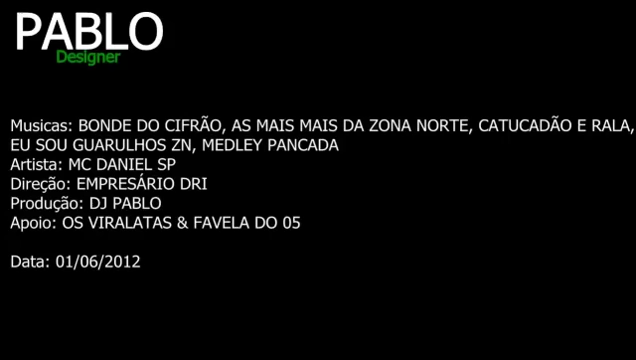 PABLO
Designer
Musicas: BONDE DO CIFRÃO, AS MAIS MAIS DA ZONA NORTE, CATUCADÃO E RALA,
EU SOU GUARULHOS ZN, MEDLEY PANCADA
Artista: MC DANIEL SP
Direção: EMPRESÁRIO DRI
Produção: DJ PABLO
Apoio: OS VIRALATAS & FAVELA DO 05
Data: 01/06/2012